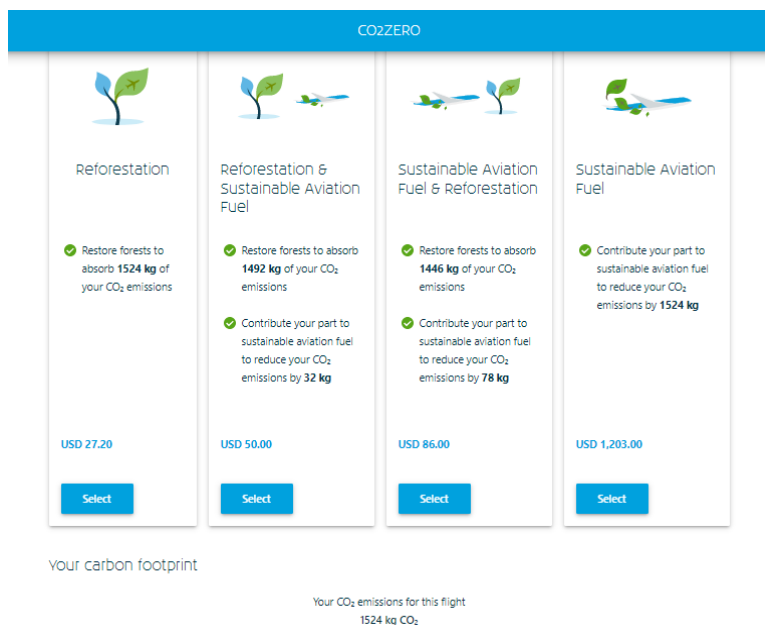 CO2ZERO
Reforestation
Restore forests to
absorb 1524 kg of
your CO₂ emissions
USD 27.20
Select
Reforestation &
Sustainable Aviation
Fuel
Restore forests to absorb
1492 kg of your CO₂
emissions
Contribute your part to
sustainable aviation fuel
to reduce your CO₂
emissions by 32 kg
USD 50.00
Select
Sustainable Aviation
Fuel & Reforestation
Restore forests to absorb
1446 kg of your CO₂
emissions
Contribute your part to
sustainable aviation fuel
to reduce your CO₂
emissions by 78 kg
USD 86.00
Select
Sustainable Aviation
Fuel
Contribute your part to
sustainable aviation fuel
to reduce your CO₂
emissions by 1524 kg
USD 1,203.00
Select
Your carbon footprint
Your CO₂ emissions for this flight
1524 kg CO₂